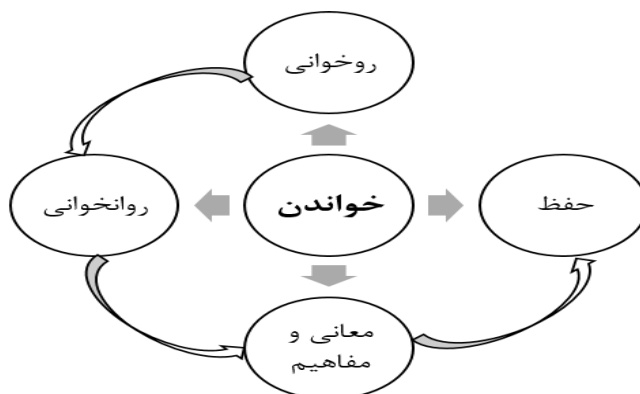 روخوانی
حفظ
خواندن
روانخوانی
معانی و
مفاهیم